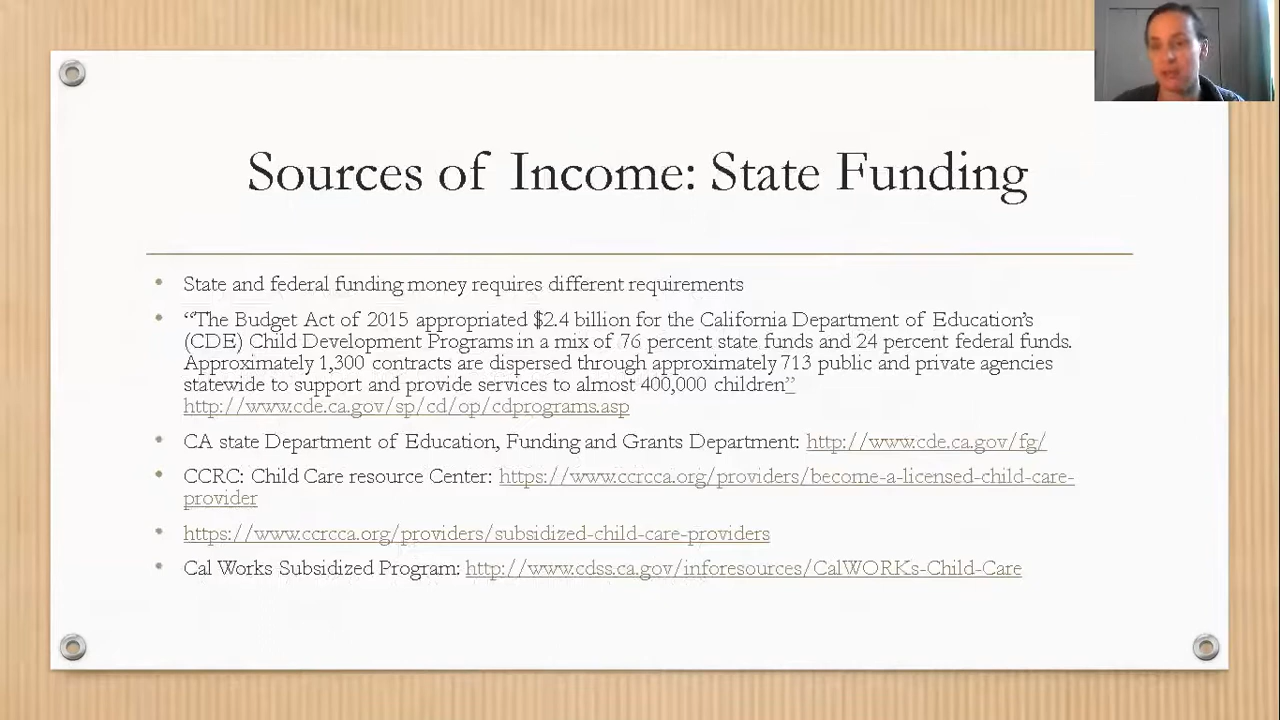 Sources of Income: State Funding
• State and federal funding money requires different requirements
• “The Budget Act of 2015 appropriated $2.4 billion for the California Department of Education’s
(CDE) Child Development Programs in a mix of 76 percent state funds and 24 percent federal funds.
Approximately 1,300 contracts are dispersed through approximately 713 public and private agencies
statewide to support and provide services to almost 400,000 children”
http://www.cde.ca.gov/sp/cd/op/cdprograms.asp
• CA state Department of Education, Funding and Grants Department: http://www.cde.ca.gov/fg/
• CCRC: Child Care resource Center: https://www.ccrcca.org/providers/become-a-licensed-child-care-
provider
• https://www.ccrcca.org/providers/subsidized-child-care-providers
• Cal Works Subsidized Program: http://www.cdss.ca.gov/inforesources/CalWORKs-Child-Care